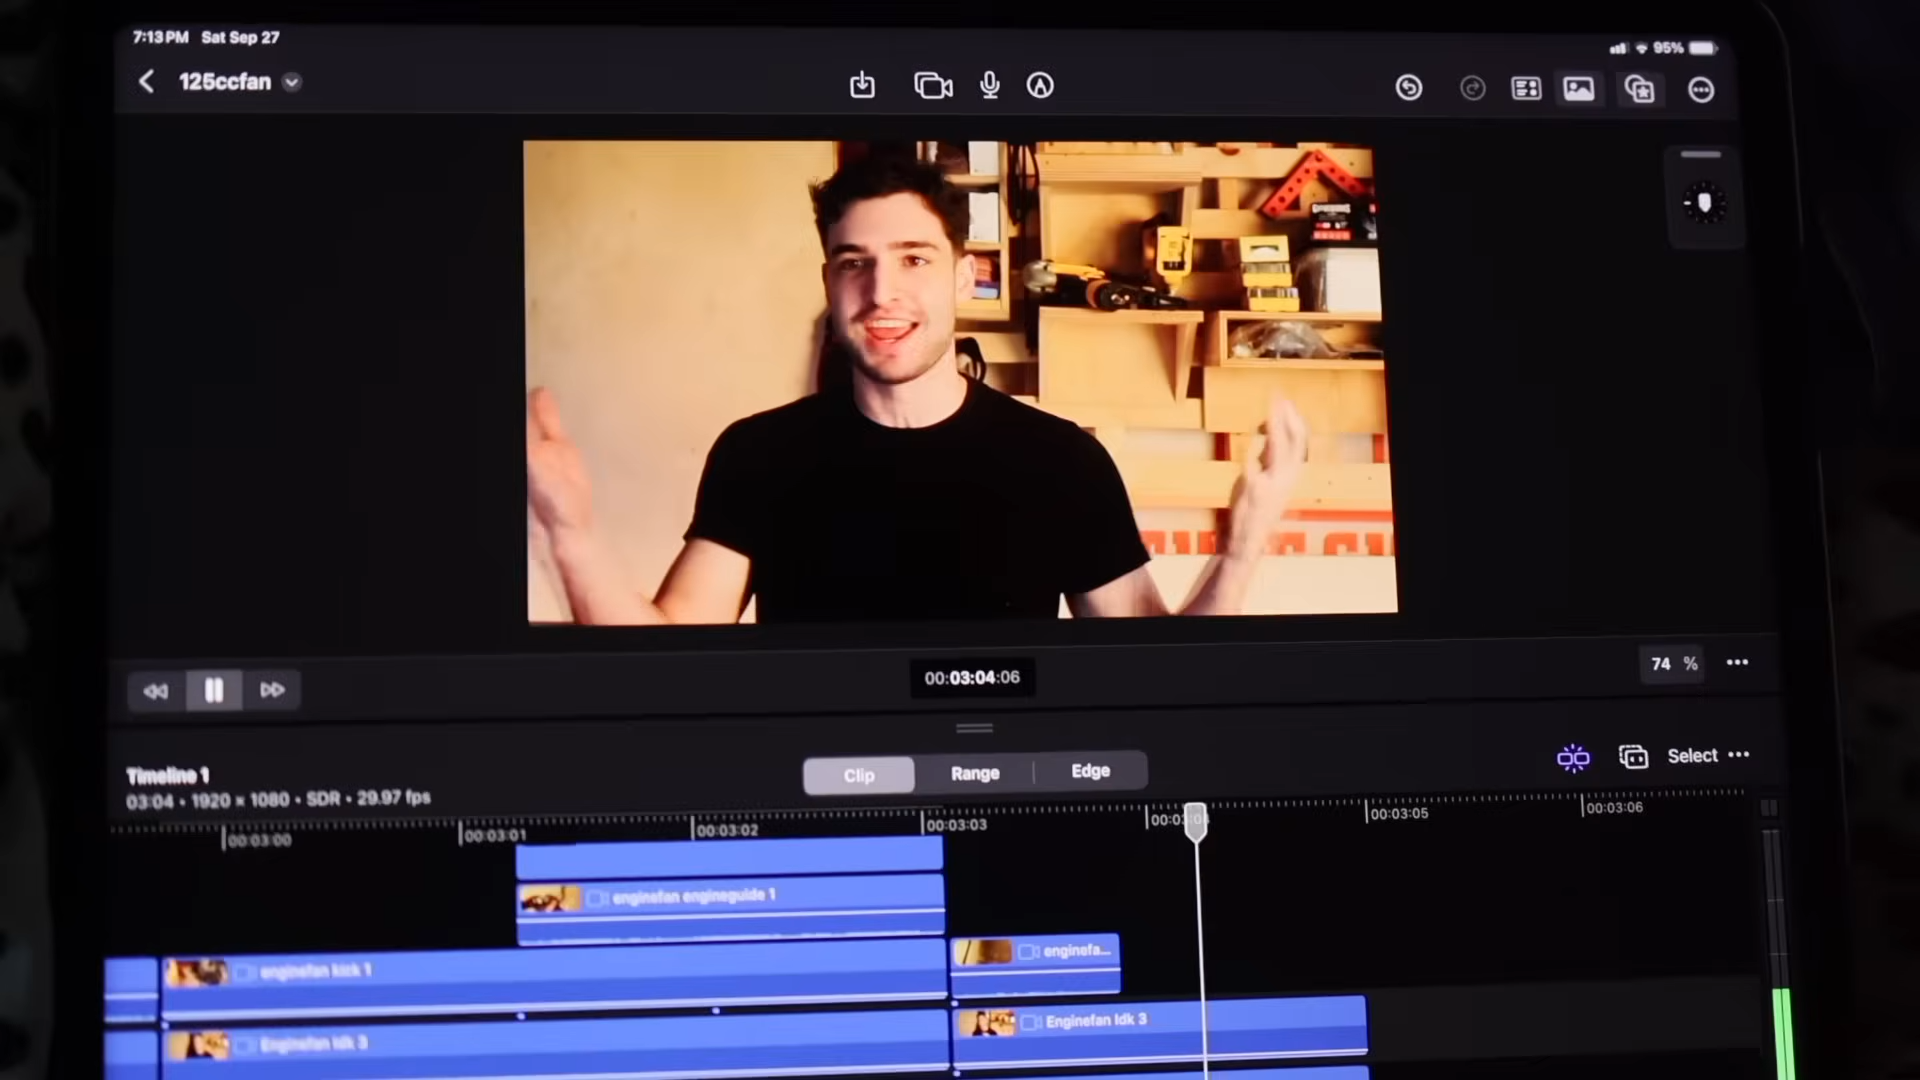 7:13 PM Sat Sep 27
95%
125ccfan
00:03:04:06
74 %
Timeline 1
Clip
Range
Edge
Select
03:04 • 1920 × 1080 • SDR • 29.97 fps
00:03:00
00:03:01
00:03:02
00:03:03
00:03:04
00:03:05
00:03:06
enginefan engineguide 1
enginefan kick 1
enginefa...
Enginefan Idk 3
Enginefan Idk 3